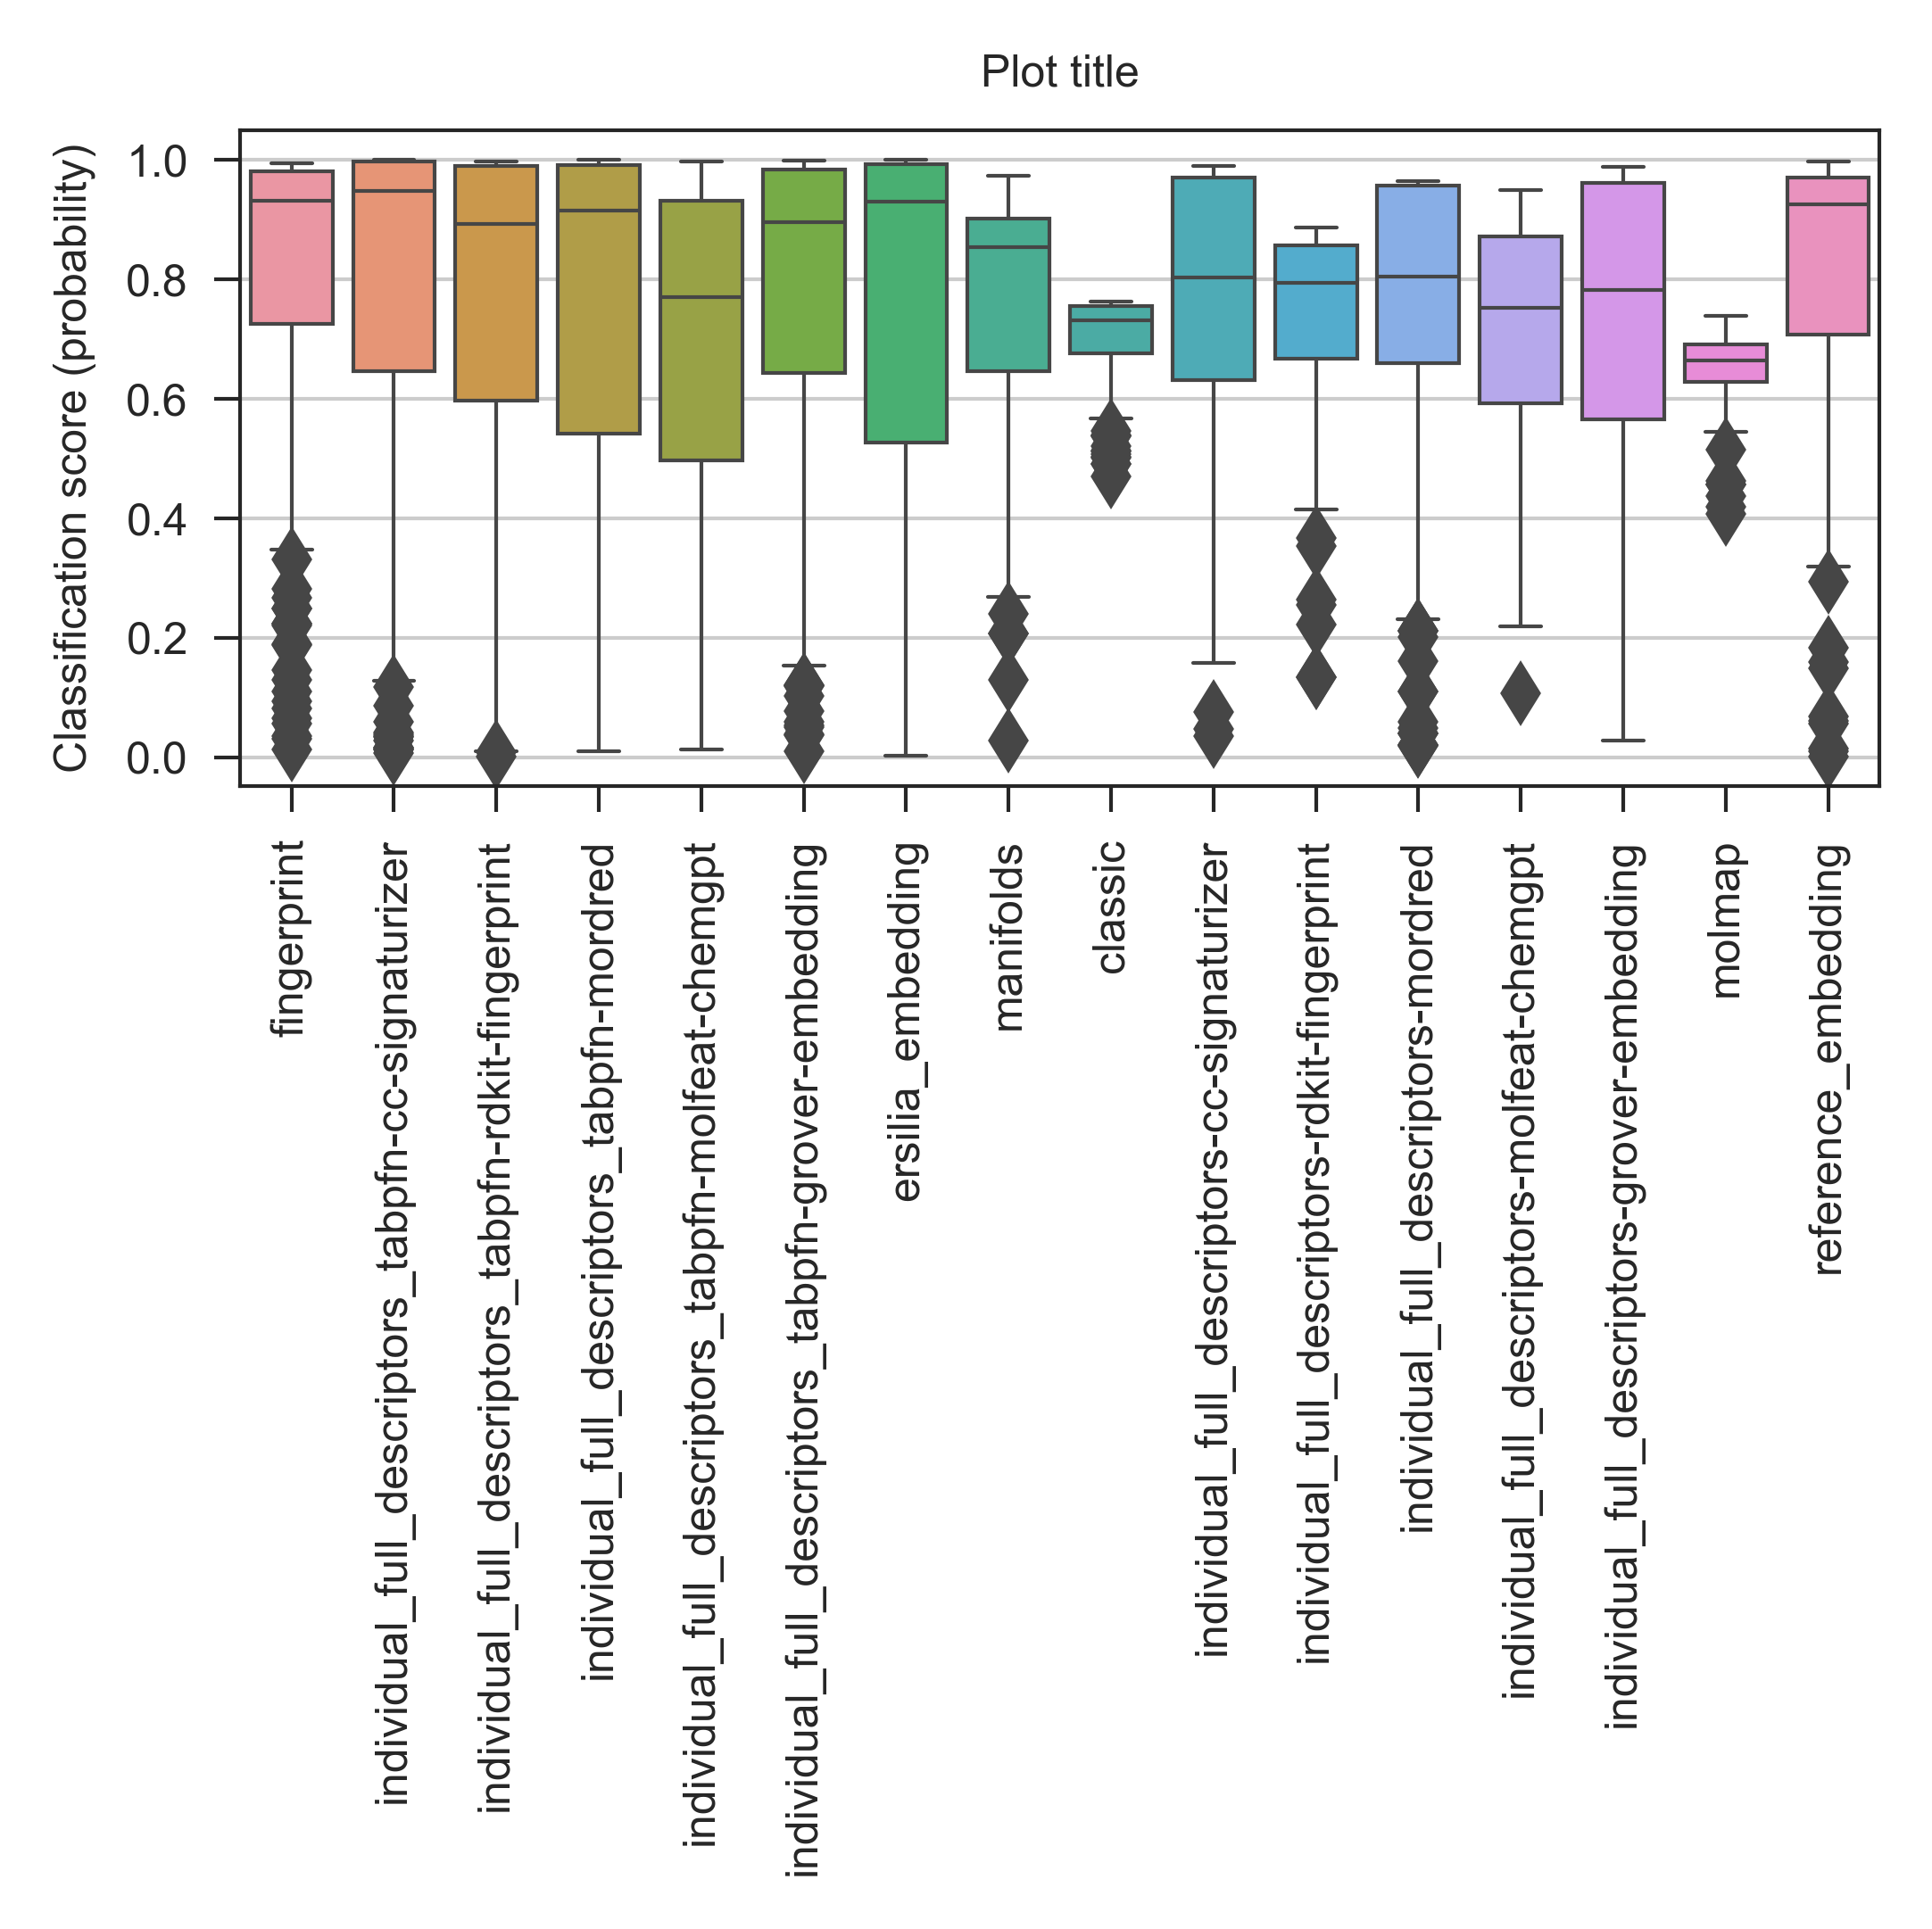 Plot title
Classification score (probability)
1.0
0.8
0.6
0.4
0.2
0.0
fingerprint
individual_full_descriptors_tabpfn-cc-signaturizer
individual_full_descriptors_tabpfn-rdkit-fingerprint
individual_full_descriptors_tabpfn-mordred
individual_full_descriptors_tabpfn-molfeat-chemgpt
individual_full_descriptors_tabpfn-grover-embedding
ersilia_embedding
manifolds
classic
individual_full_descriptors-cc-signaturizer
individual_full_descriptors-rdkit-fingerprint
individual_full_descriptors-mordred
individual_full_descriptors-molfeat-chemgpt
individual_full_descriptors-grover-embedding
molmap
reference_embedding